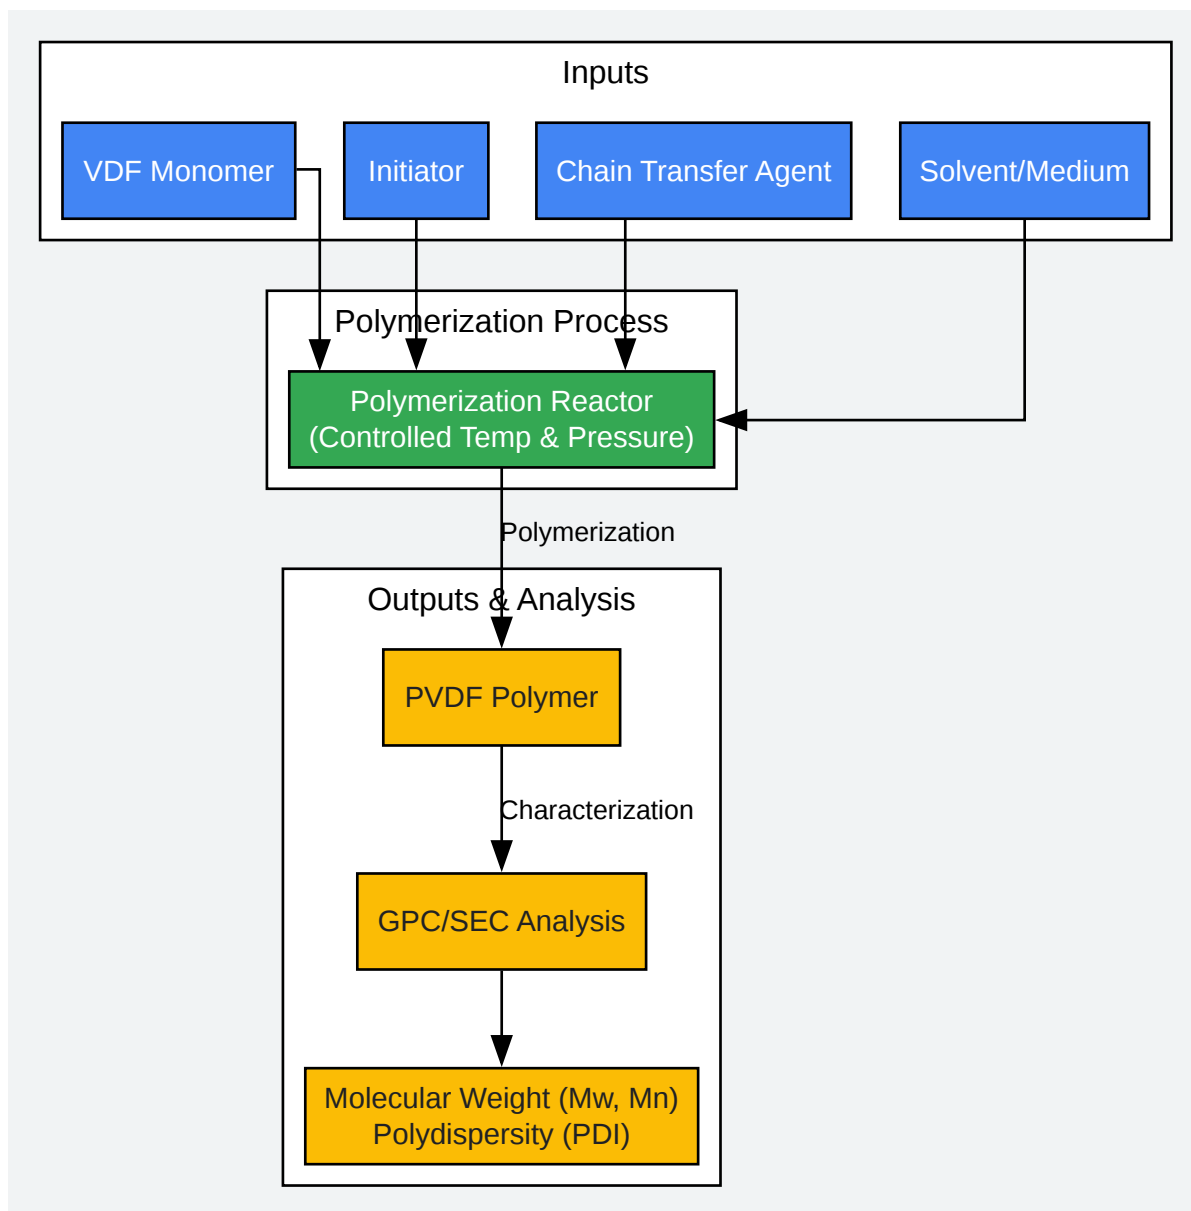 Inputs
VDF Monomer
Initiator
Chain Transfer Agent
Solvent/Medium
Polymerization Process
Polymerization Reactor
(Controlled Temp & Pressure)
Polymerization
Outputs & Analysis
PVDF Polymer
Characterization
GPC/SEC Analysis
Molecular Weight (Mw, Mn)
Polydispersity (PDI)